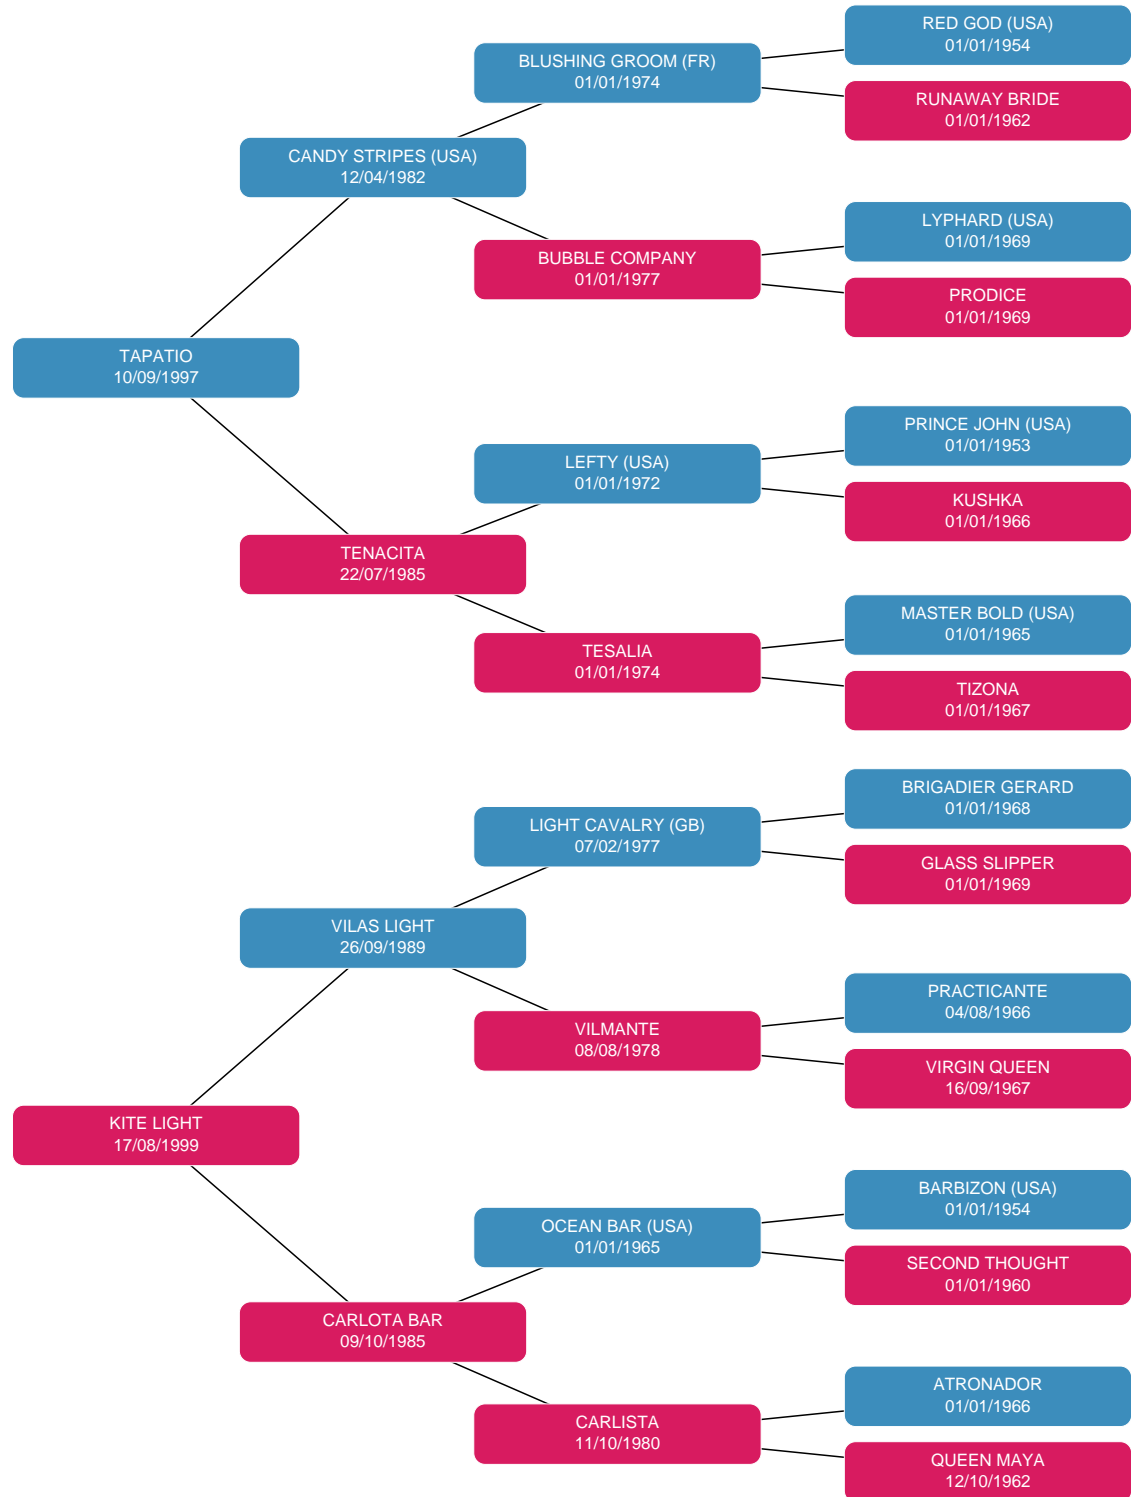 RED GOD (USA)
01/01/1954
BLUSHING GROOM (FR)
01/01/1974
RUNAWAY BRIDE
01/01/1962
CANDY STRIPES (USA)
12/04/1982
LYPHARD (USA)
01/01/1969
BUBBLE COMPANY
01/01/1977
PRODICE
01/01/1969
TAPATIO
10/09/1997
PRINCE JOHN (USA)
01/01/1953
LEFTY (USA)
01/01/1972
KUSHKA
01/01/1966
TENACITA
22/07/1985
MASTER BOLD (USA)
01/01/1965
TESALIA
01/01/1974
TIZONA
01/01/1967
BRIGADIER GERARD
01/01/1968
LIGHT CAVALRY (GB)
07/02/1977
GLASS SLIPPER
01/01/1969
VILAS LIGHT
26/09/1989
PRACTICANTE
04/08/1966
VILMANTE
08/08/1978
VIRGIN QUEEN
16/09/1967
KITE LIGHT
17/08/1999
BARBIZON (USA)
01/01/1954
OCEAN BAR (USA)
01/01/1965
SECOND THOUGHT
01/01/1960
CARLOTA BAR
09/10/1985
ATRONADOR
01/01/1966
CARLISTA
11/10/1980
QUEEN MAYA
12/10/1962